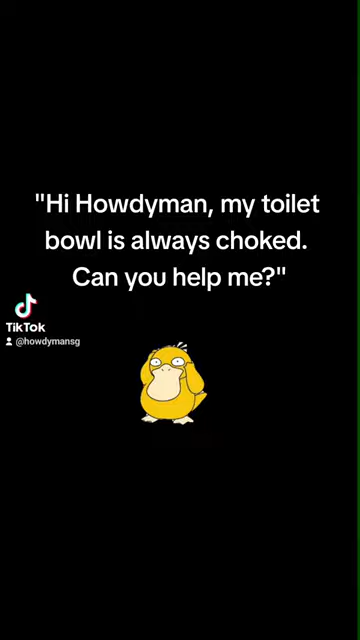 "Hi Howdyman, my toilet
bowl is always choked.
Can you help me?"
TikTok
@howdymansg